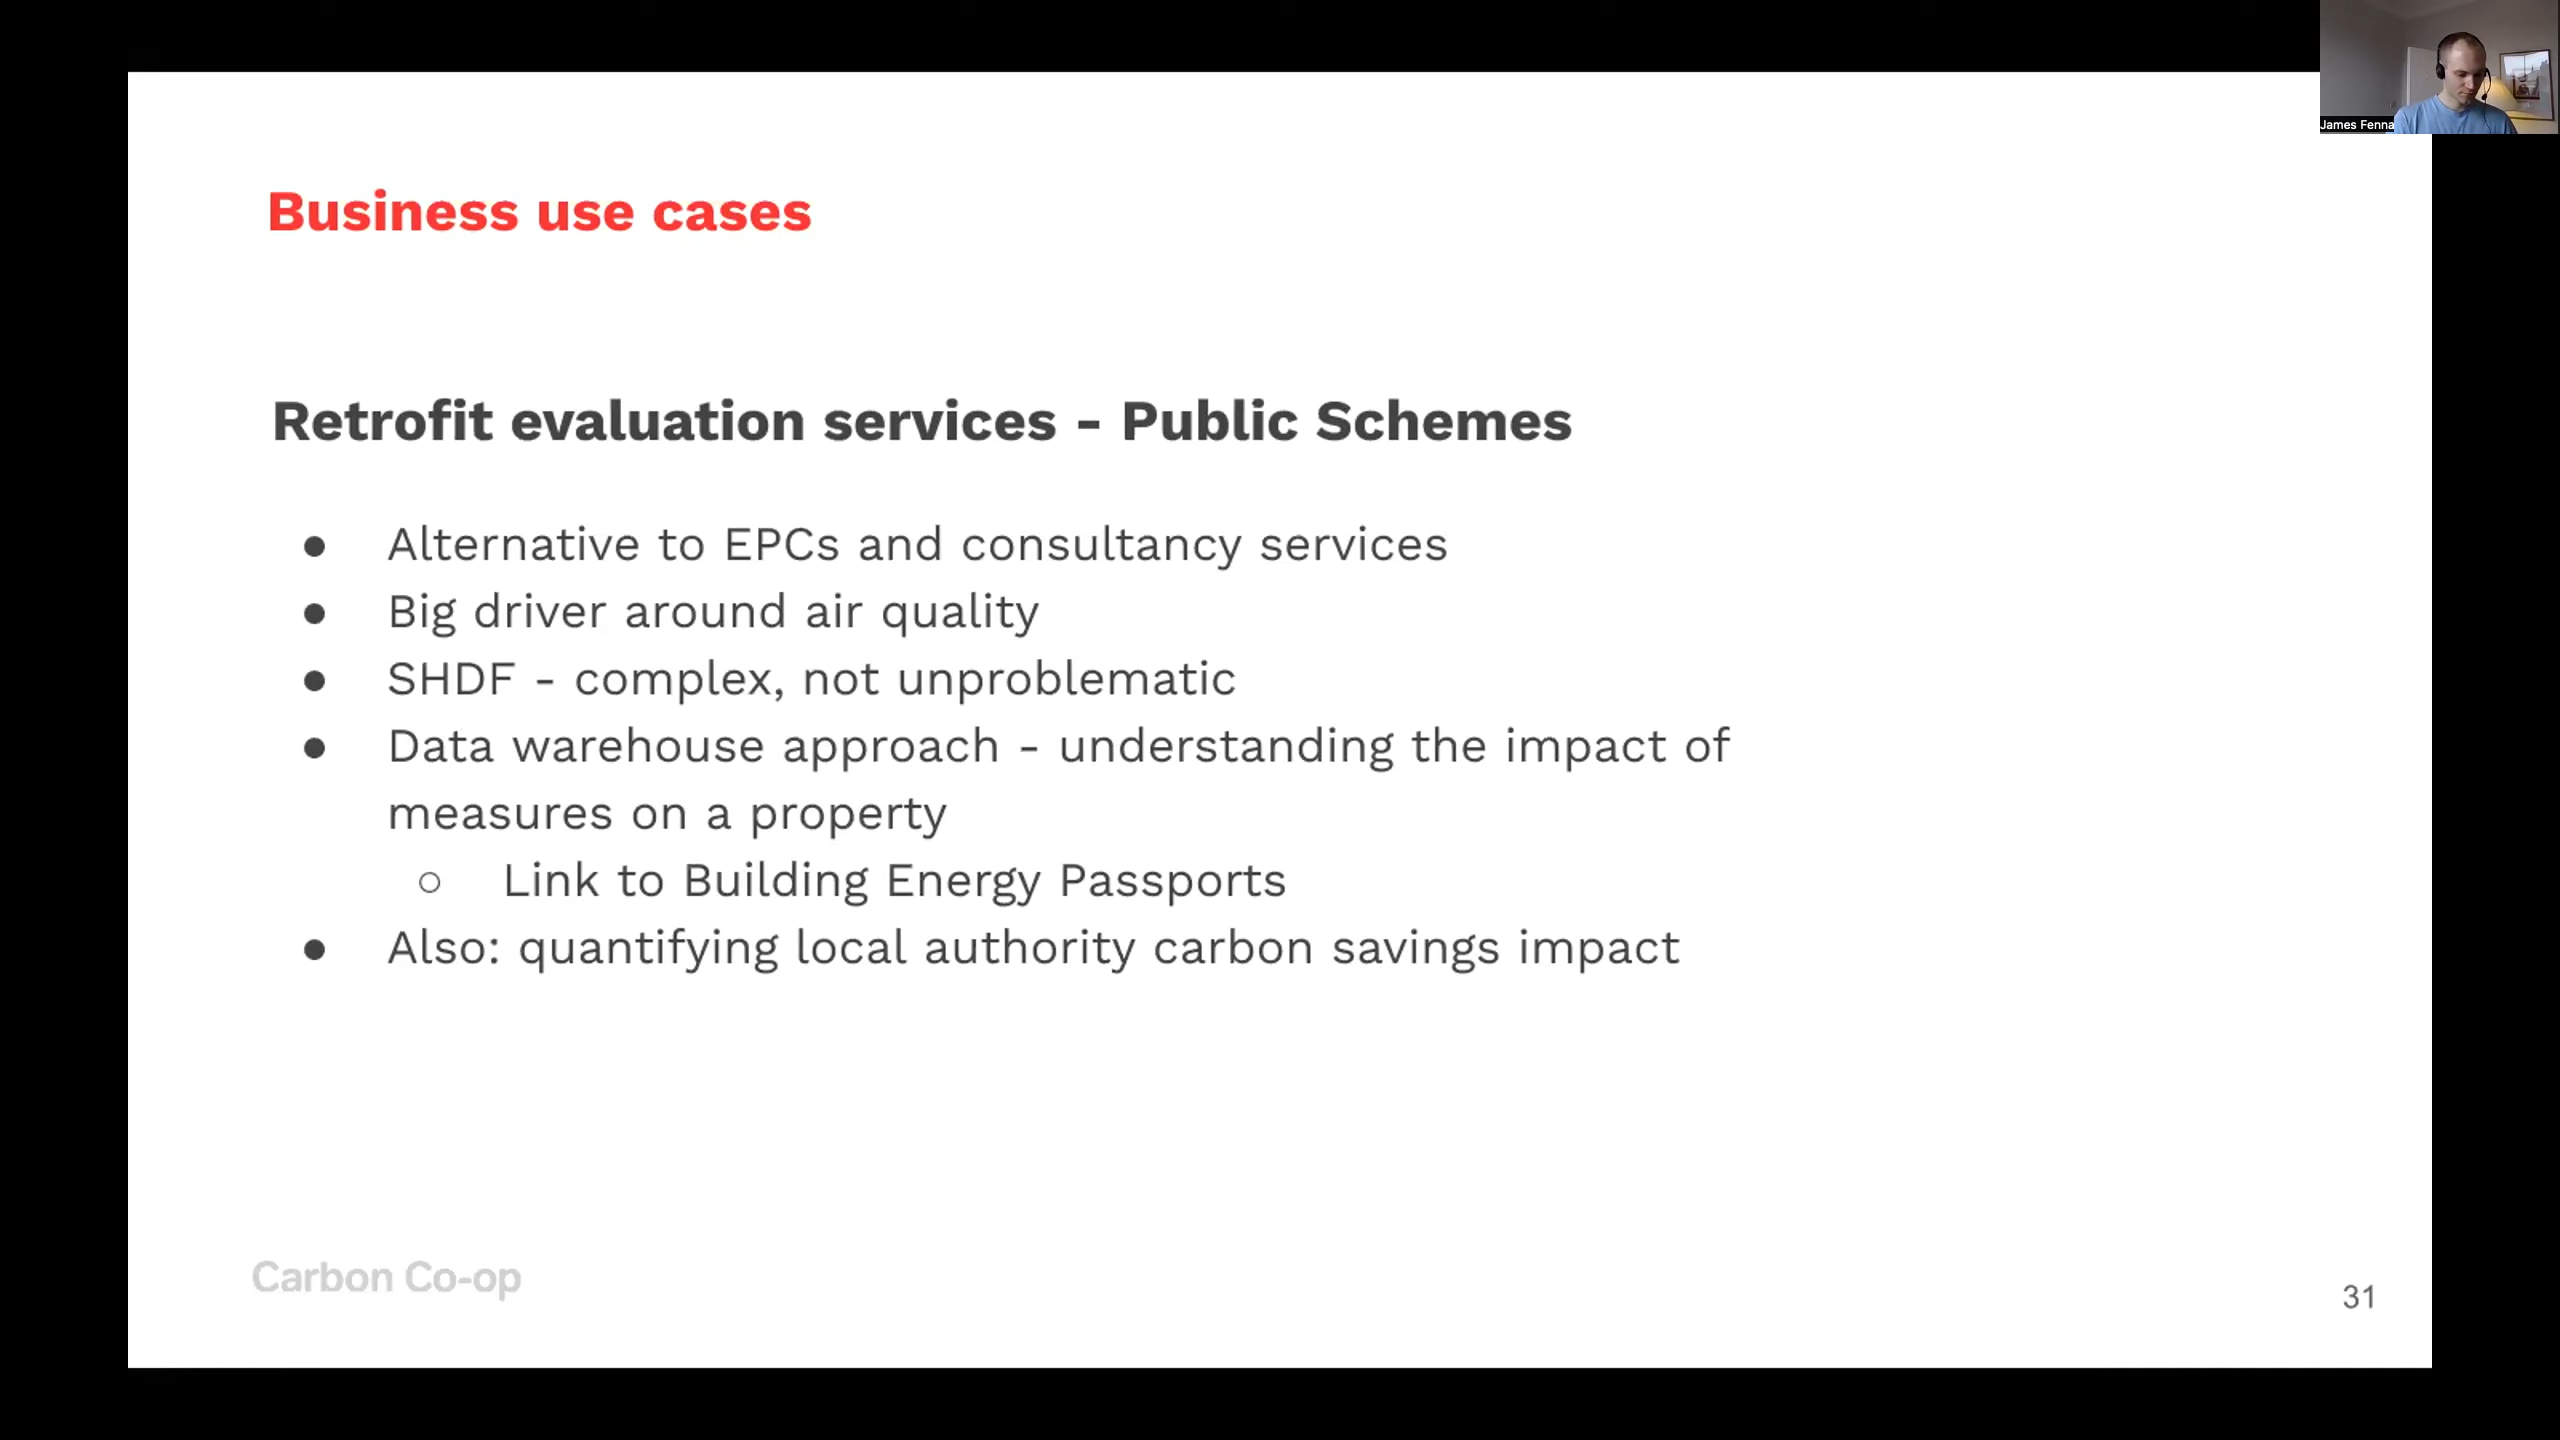 James Fenna
Business use cases
Retrofit evaluation services - Public Schemes
● Alternative to EPCs and consultancy services
● Big driver around air quality
● SHDF - complex, not unproblematic
● Data warehouse approach - understanding the impact of
measures on a property
○ Link to Building Energy Passports
● Also: quantifying local authority carbon savings impact
Carbon Co-op
31